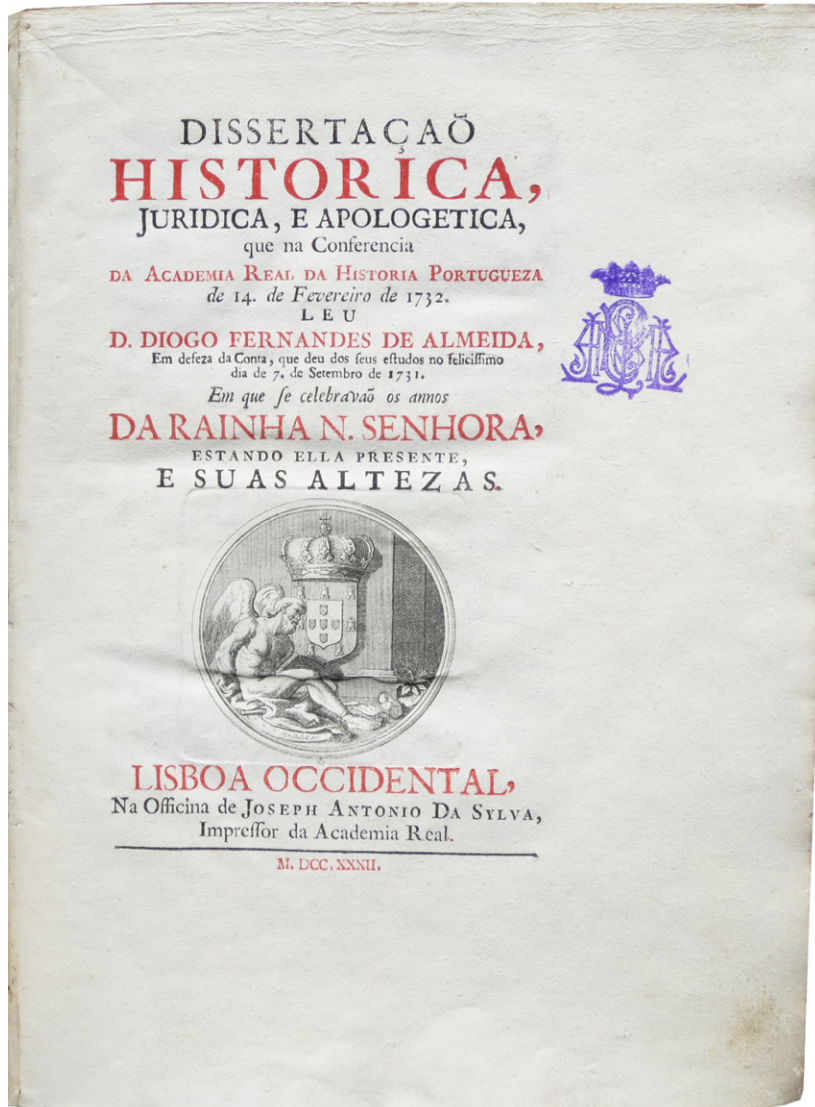 DISSERTAÇAÕ
HISTORICA,
JURIDICA, E APOLOGETICA,
que na Conferencia
DA ACADEMIA REAL DA HISTORIA PORTUGUEZA
de 14. de Fevereiro de 1732.
LEU
D. DIOGO FERNANDES DE ALMEIDA,
Em defeza da Conta, que deu dos ſeus eſtudos no feliciſſimo
dia de 7. de Setembro de 1731.
Em que ſe celebravaõ os annos
DA RAINHA N. SENHORA,
ESTANDO ELLA PRESENTE,
E SUAS ALTEZAS.
LISBOA OCCIDENTAL,
Na Officina de JOSEPH ANTONIO DA SYLVA,
Impreſſor da Academia Real.
M. DCC. XXXII.